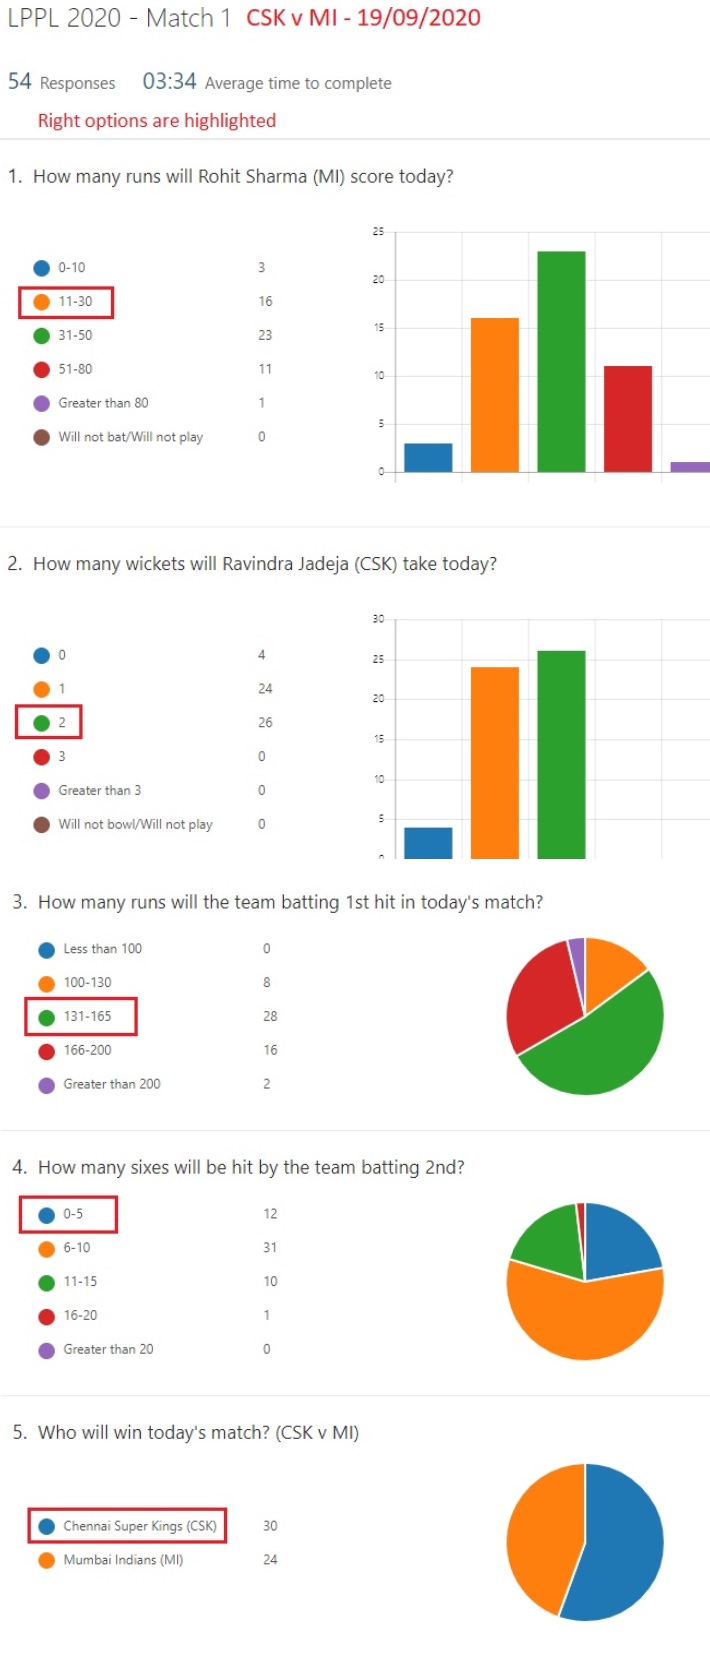 LPPL 2020 - Match 1 CSK v MI - 19/09/2020
54 Responses 03:34 Average time to complete
Right options are highlighted
1. How many runs will Rohit Sharma (MI) score today?
0-10 3
11-30 16
31-50 23
51-80 11
Greater than 80 1
Will not bat/Will not play 0
25
20
15
10
5
0
2. How many wickets will Ravindra Jadeja (CSK) take today?
0 4
1 24
2 26
3 0
Greater than 3 0
Will not bowl/Will not play 0
30
25
20
15
10
5
0
3. How many runs will the team batting 1st hit in today's match?
Less than 100 0
100-130 8
131-165 28
166-200 16
Greater than 200 2
4. How many sixes will be hit by the team batting 2nd?
0-5 12
6-10 31
11-15 10
16-20 1
Greater than 20 0
5. Who will win today's match? (CSK v MI)
Chennai Super Kings (CSK) 30
Mumbai Indians (MI) 24